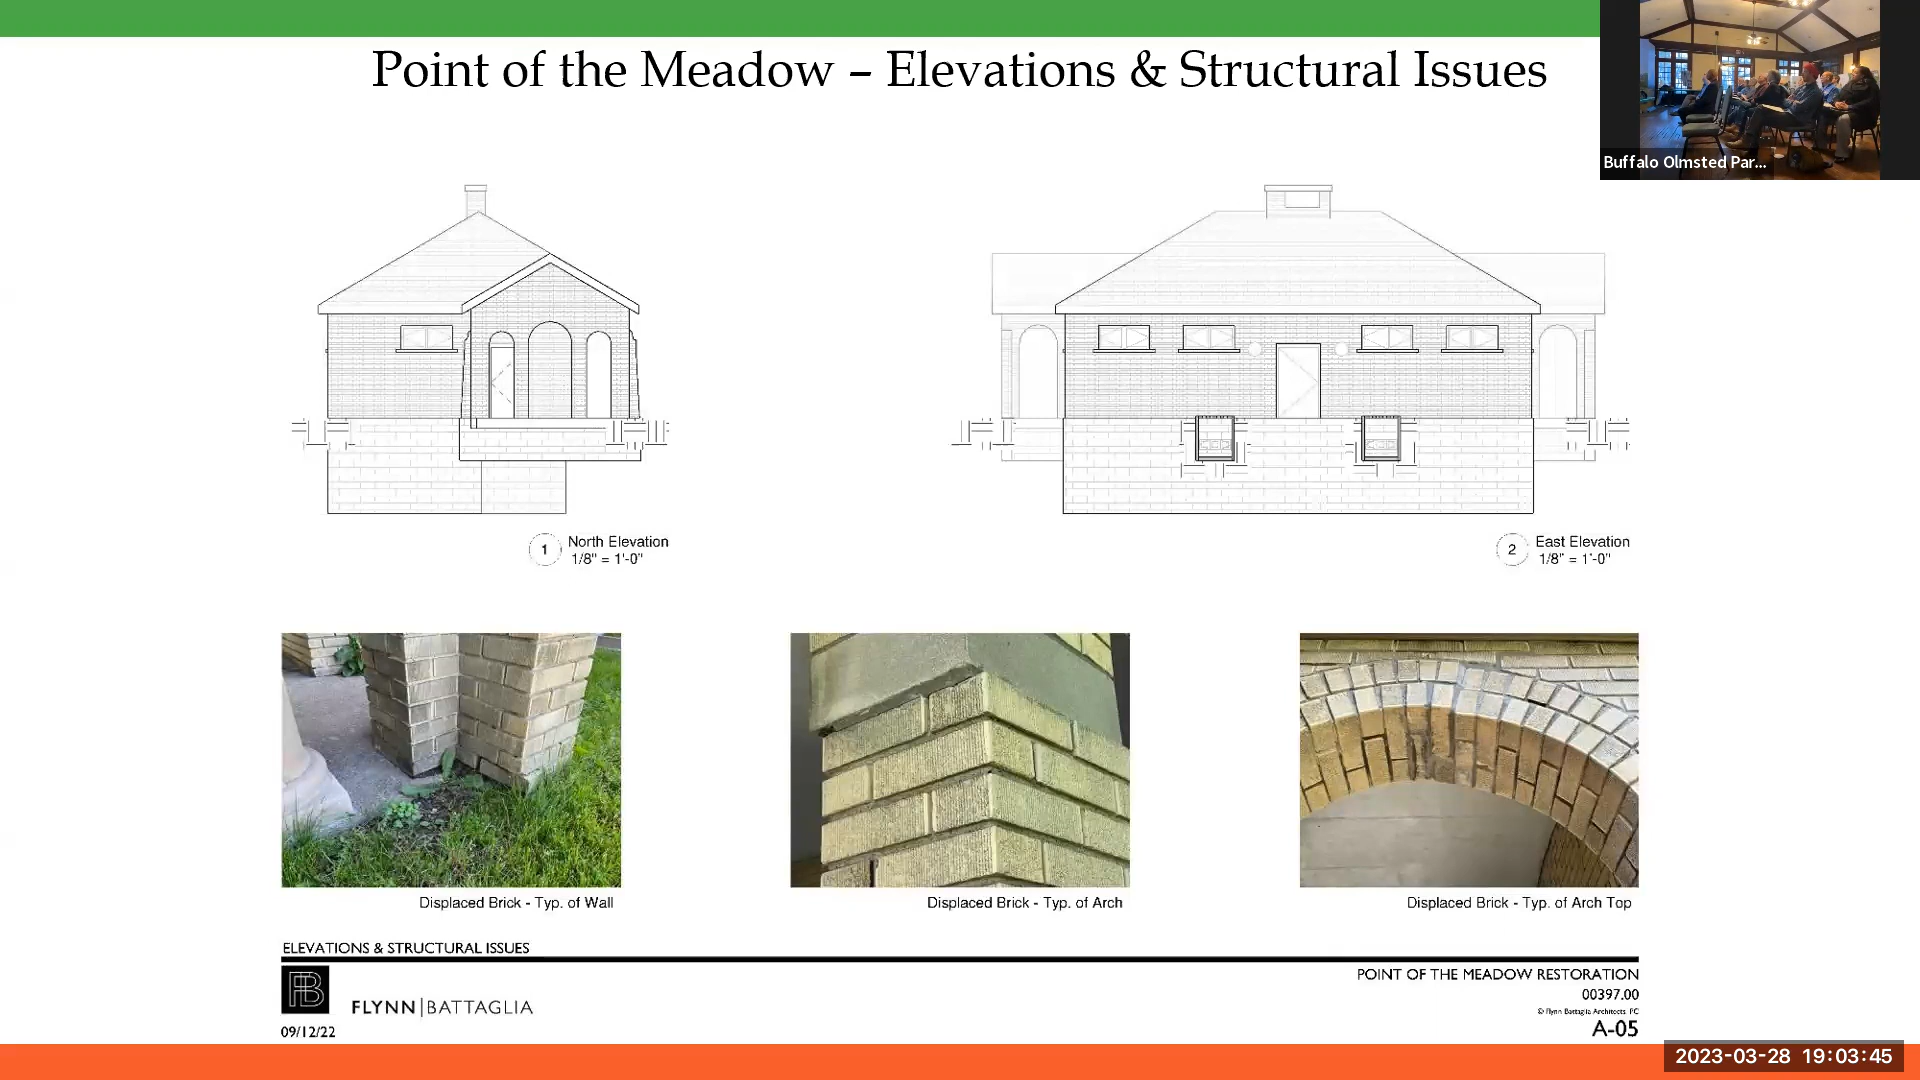 Point of the Meadow – Elevations & Structural Issues
Buffalo Olmsted Par...
1
North Elevation
1/8" = 1'-0"
2
East Elevation
1/8" = 1'-0"
Displaced Brick - Typ. of Wall
Displaced Brick - Typ. of Arch
Displaced Brick - Typ. of Arch Top
ELEVATIONS & STRUCTURAL ISSUES
FB
FLYNN|BATTAGLIA
09/12/22
POINT OF THE MEADOW RESTORATION
00397.00
© Flynn Battaglia Architects PC
A-05
2023-03-28 19:03:45